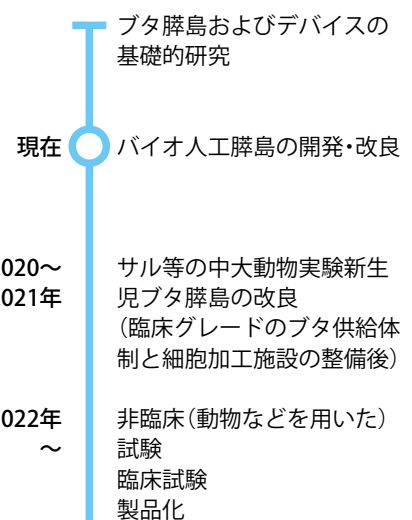 ブタ膵島およびデバイスの
基礎的研究
現在
バイオ人工膵島の開発・改良
020〜
021年
サル等の中大動物実験新生
児ブタ膵島の改良
（臨床グレードのブタ供給体
制と細胞加工施設の整備後）
022年
〜
非臨床（動物などを用いた）
試験
臨床試験
製品化